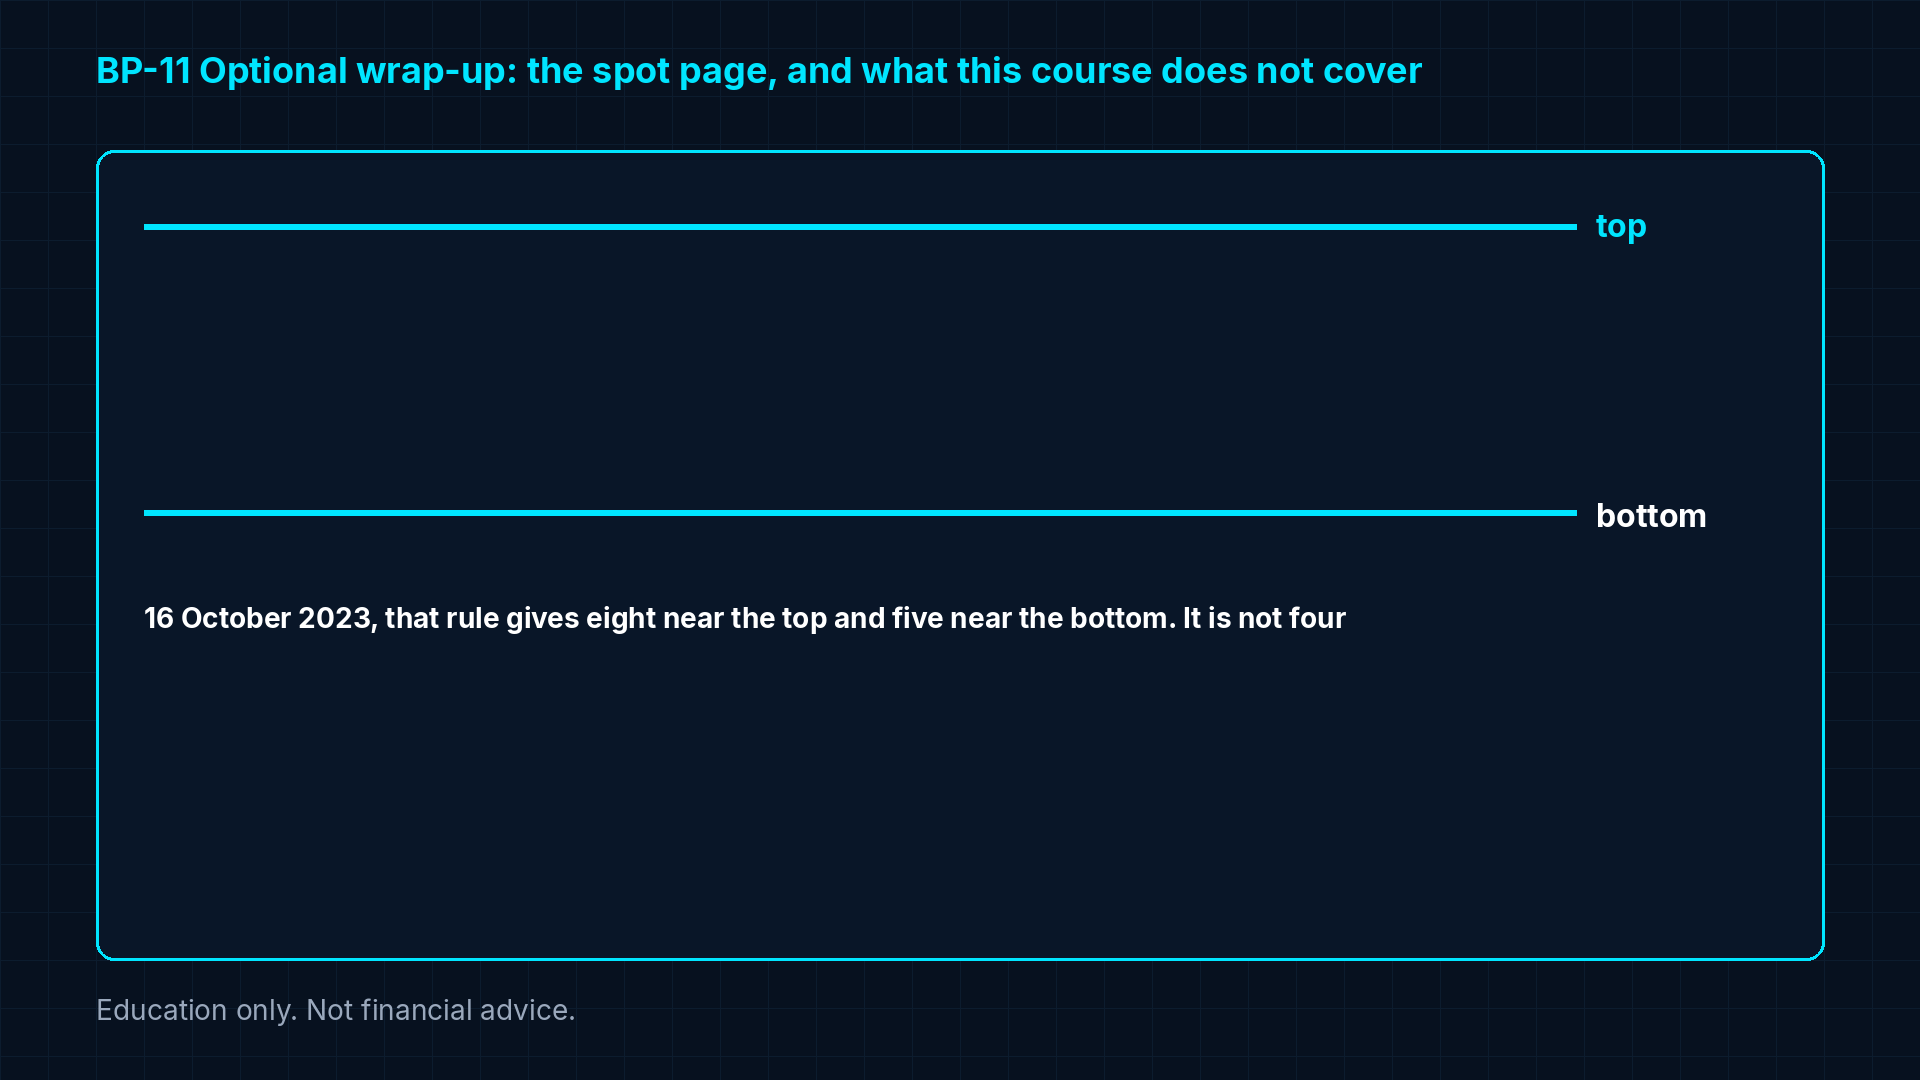 BP-11 Optional wrap-up: the spot page, and what this course does not cover
top
bottom
16 October 2023, that rule gives eight near the top and five near the bottom. It is not four
Education only. Not financial advice.